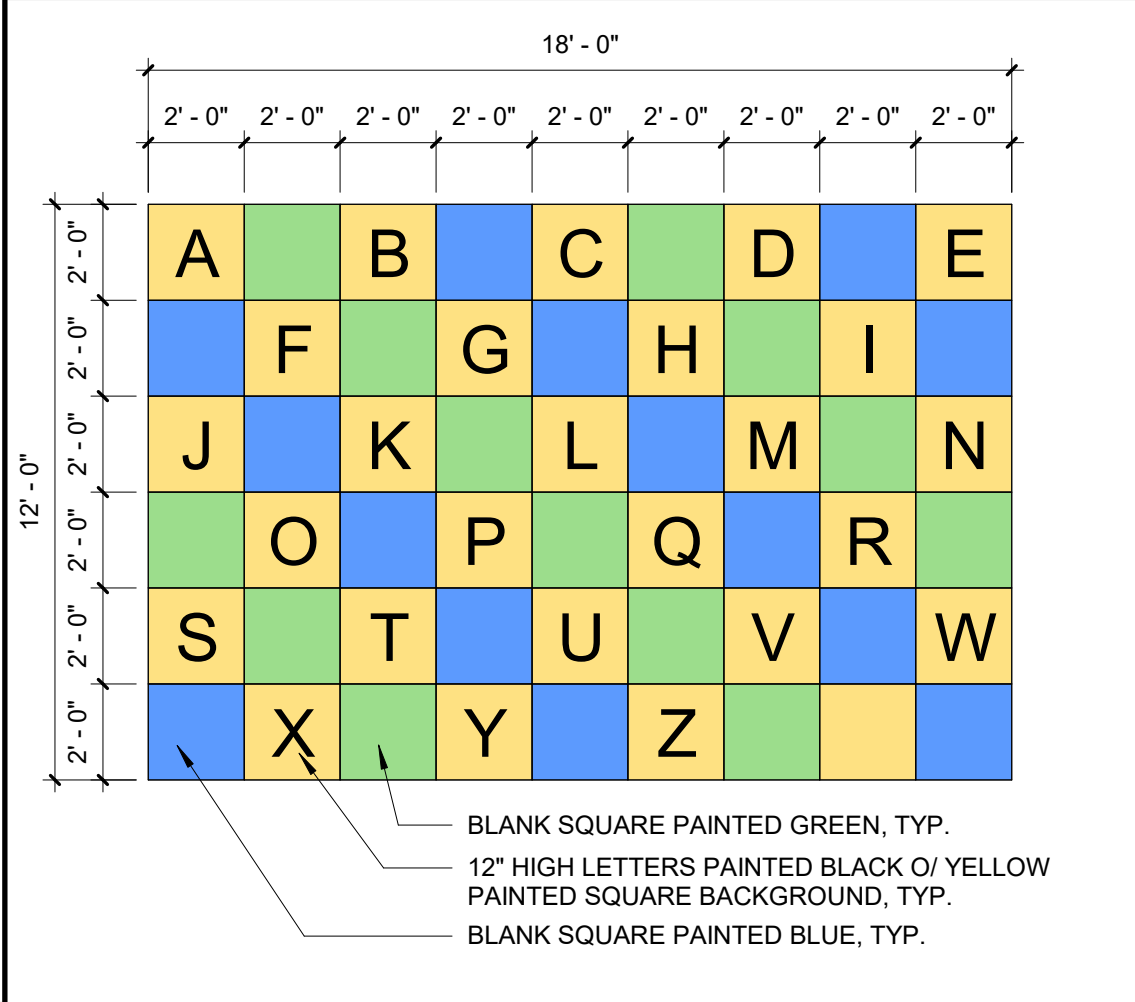 18' - 0"
2' - 0" 2' - 0" 2' - 0" 2' - 0" 2' - 0" 2' - 0" 2' - 0" 2' - 0" 2' - 0"
12' - 0"
2' - 0"
A B C D E
2' - 0"
F G H I
2' - 0"
J K L M N
2' - 0"
O P Q R
2' - 0"
S T U V W
2' - 0"
X Y Z
BLANK SQUARE PAINTED GREEN, TYP.
12" HIGH LETTERS PAINTED BLACK O/ YELLOW
PAINTED SQUARE BACKGROUND, TYP.
BLANK SQUARE PAINTED BLUE, TYP.